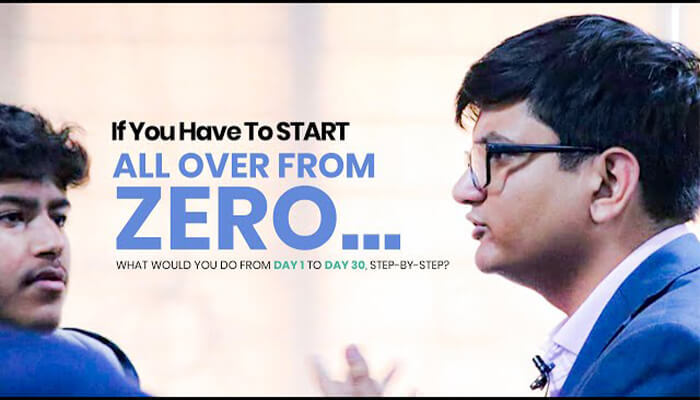 If You Have To START
ALL OVER FROM
ZERO...
WHAT WOULD YOU DO FROM DAY 1 TO DAY 30, STEP-BY-STEP?